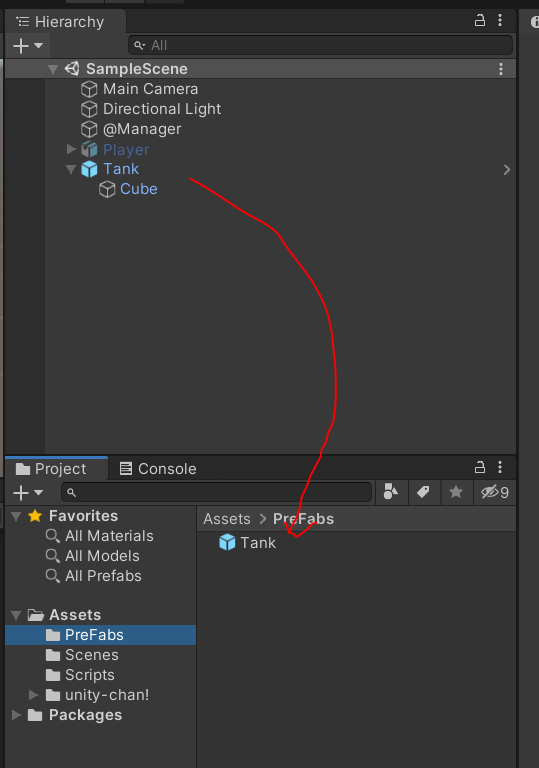 Hierarchy
All
SampleScene
Main Camera
Directional Light
@Manager
Player
Tank
Cube
Project
Console
9
Favorites
All Materials
All Models
All Prefabs
Assets
PreFabs
Scenes
Scripts
unity-chan!
Packages
Assets > PreFabs
Tank